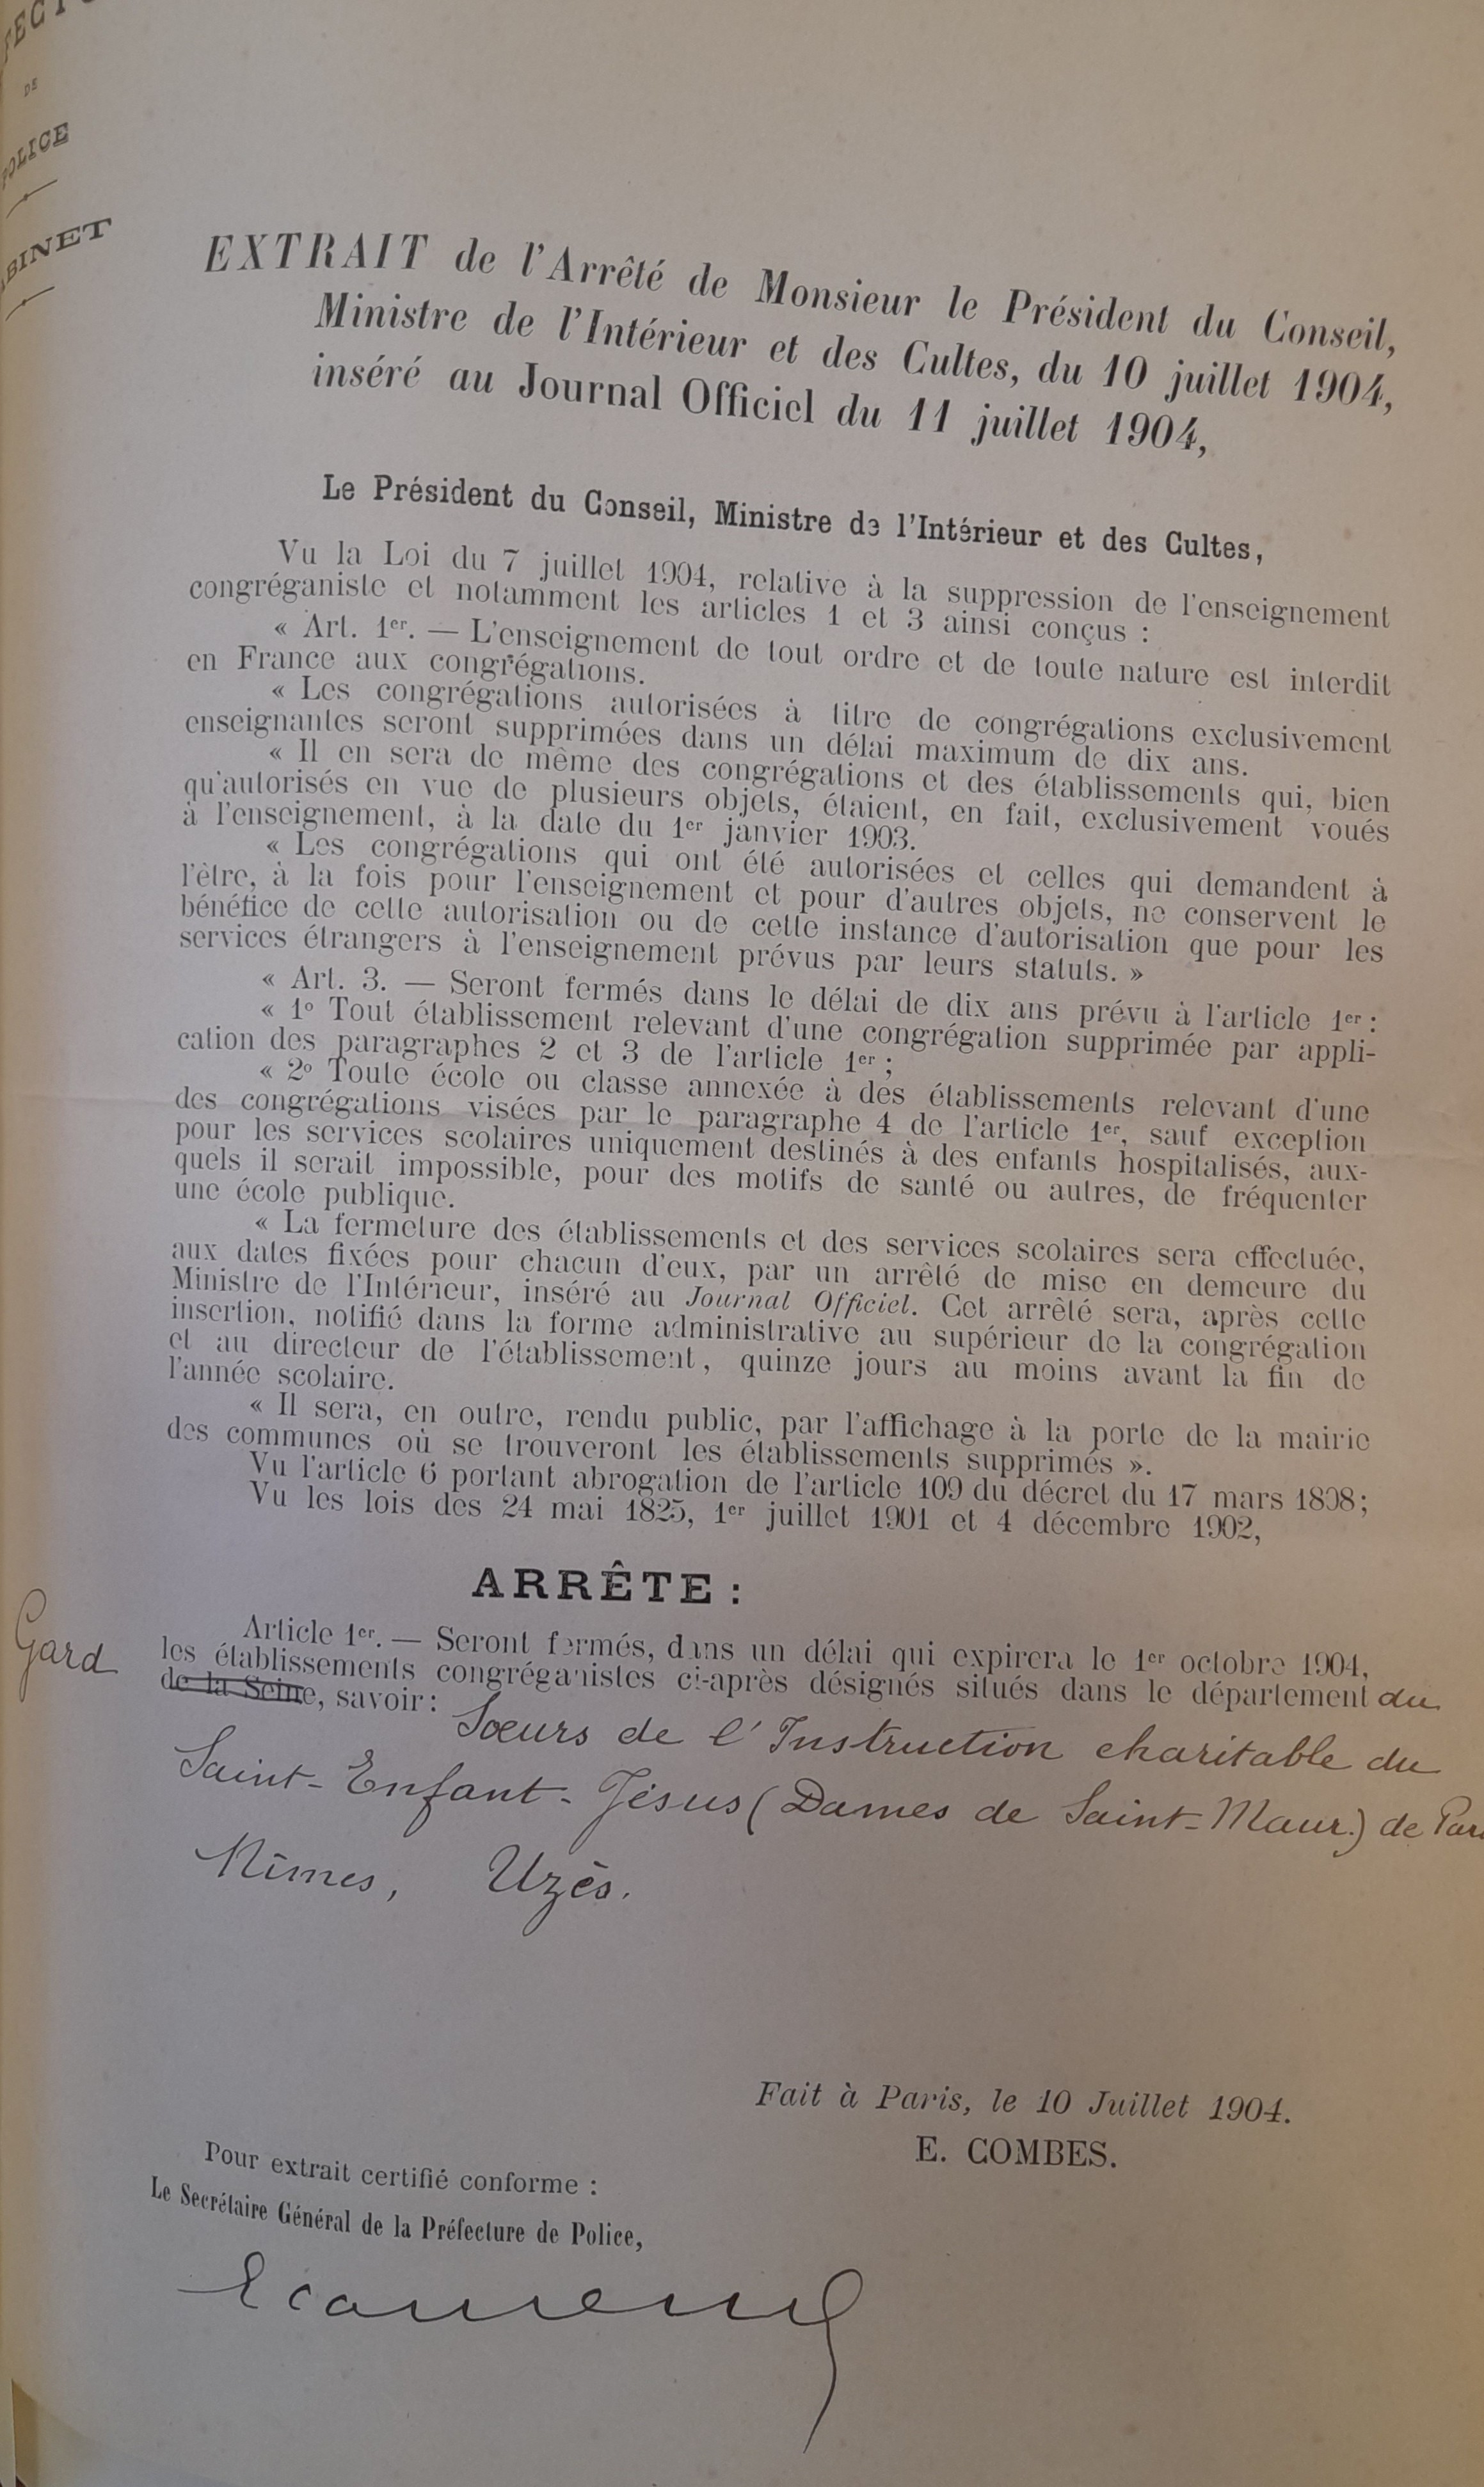 DE
POLICE
EXTRAIT de l'Arrêté de Monsieur le Président du Conseil,
Ministre de l'Intérieur et des Cultes, du 10 juillet 1904,
inséré au Journal Officiel du 11 juillet 1904,
Le Président du Conseil, Ministre de l'Intérieur et des Cultes,
Vu la Loi du 7 juillet 1904, relative à la suppression de l'enseignement
congréganiste et notamment les articles 1 et 3 ainsi conçus :
« Art. 1er. — L'enseignement de tout ordre et de toute nature est interdit
en France aux congrégations.
« Les congrégations autorisées à titre de congrégations exclusivement
enseignantes seront supprimées dans un délai maximum de dix ans.
« Il en sera de même des congrégations et des établissements qui, bien
qu'autorisés en vue de plusieurs objets, étaient, en fait, exclusivement voués
à l'enseignement, à la date du 1er janvier 1903.
« Les congrégations qui ont été autorisées et celles qui demandent à
l'être, à la fois pour l'enseignement et pour d'autres objets, ne conservent le
bénéfice de cette autorisation ou de cette instance d'autorisation que pour les
services étrangers à l'enseignement prévus par leurs statuts. »
« Art. 3. — Seront fermés dans le délai de dix ans prévu à l'article 1er :
« 1° Tout établissement relevant d'une congrégation supprimée par appli-
cation des paragraphes 2 et 3 de l'article 1er ;
« 2° Toute école ou classe annexée à des établissements relevant d'une
des congrégations visées par le paragraphe 4 de l'article 1er, sauf exception
pour les services scolaires uniquement destinés à des enfants hospitalisés, aux-
quels il serait impossible, pour des motifs de santé ou autres, de fréquenter
une école publique.
« La fermeture des établissements et des services scolaires sera effectuée,
aux dates fixées pour chacun d'eux, par un arrêté de mise en demeure du
Ministre de l'Intérieur, inséré au Journal Officiel. Cet arrêté sera, après cette
insertion, notifié dans la forme administrative au supérieur de la congrégation
et au directeur de l'établissement, quinze jours au moins avant la fin de
l'année scolaire.
« Il sera, en outre, rendu public, par l'affichage à la porte de la mairie
des communes où se trouveront les établissements supprimés ».
Vu l'article 6 portant abrogation de l'article 109 du décret du 17 mars 1808;
Vu les lois des 24 mai 1825, 1er juillet 1901 et 4 décembre 1902,
ARRÊTE :
Gard
Article 1er. — Seront fermés, dans un délai qui expirera le 1er octobre 1904,
les établissements congréganistes ci-après désignés situés dans le département du
de la Seine, savoir : Sœurs de l'Instruction charitable du
Saint-Enfant-Jésus (Dames de Saint-Maur.) de
Nîmes, Uzès.
Fait à Paris, le 10 Juillet 1904.
E. COMBES.
Pour extrait certifié conforme :
Le Secrétaire Général de la Préfecture de Police,